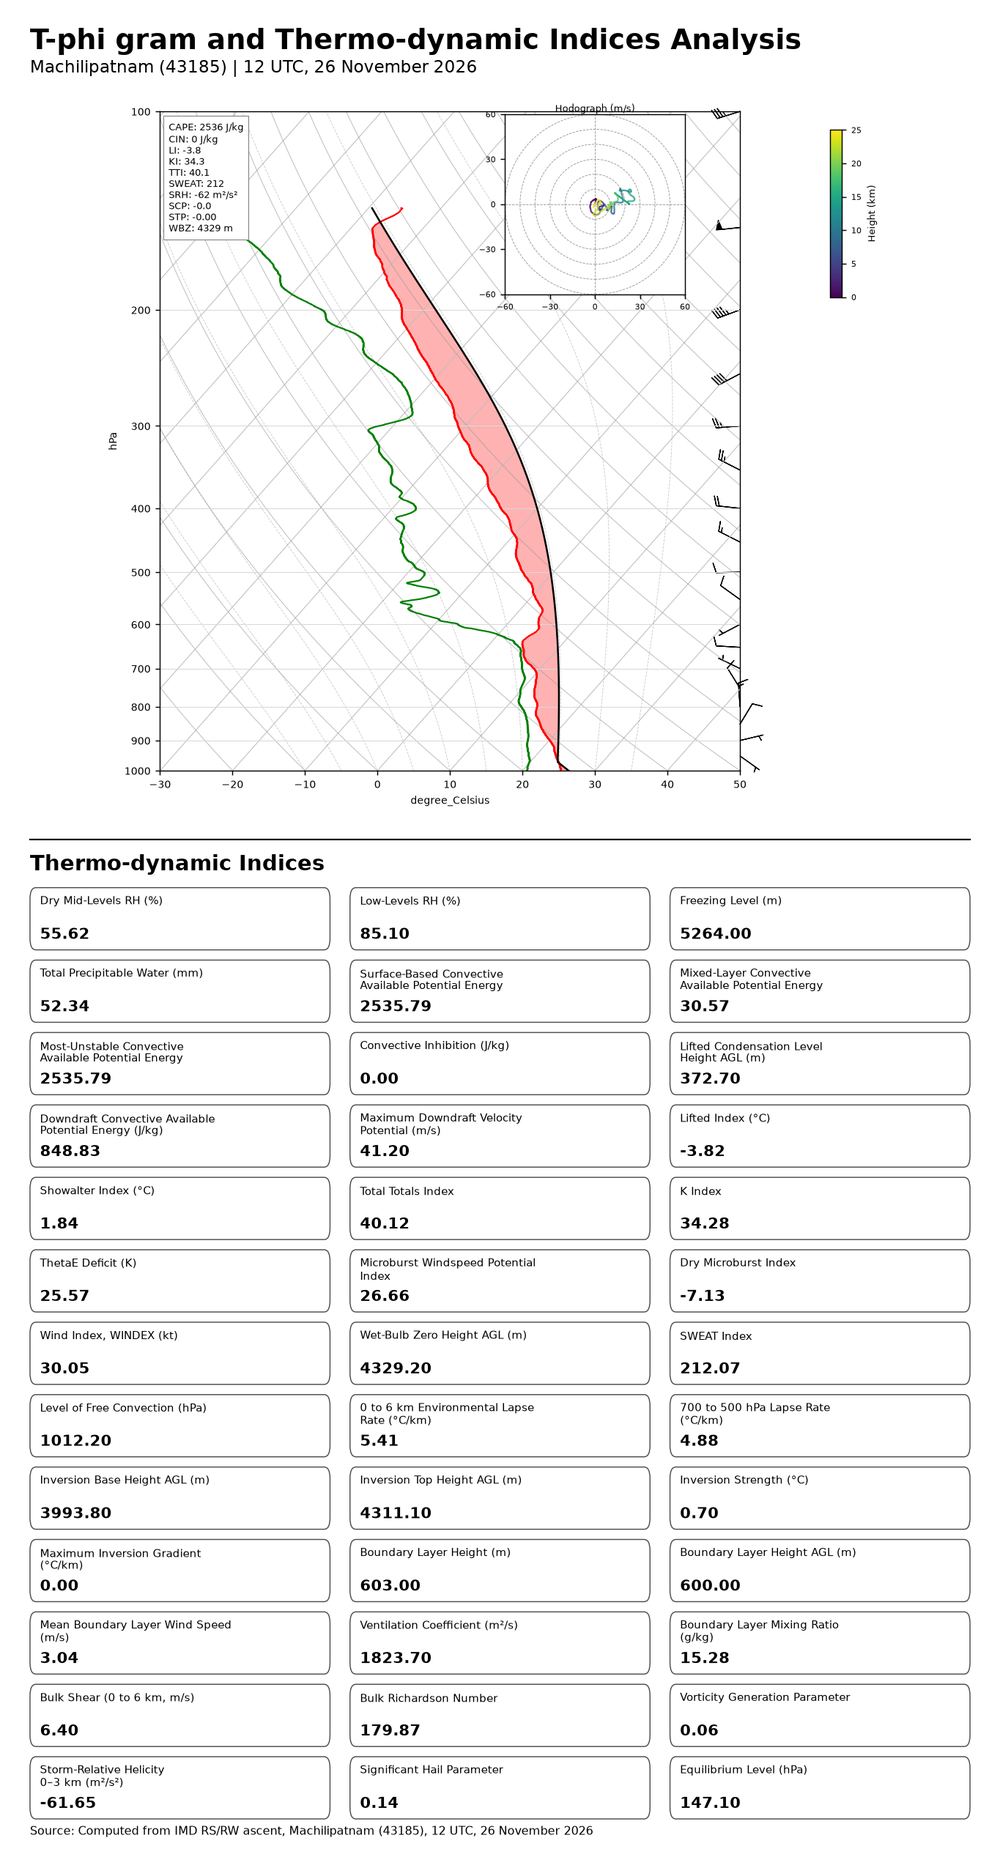 T-phi gram and Thermo-dynamic Indices Analysis
Machilipatnam (43185) | 12 UTC, 26 November 2026
CAPE: 2536 J/kg
CIN: 0 J/kg
LI: -3.8
KI: 34.3
TTI: 40.1
SWEAT: 212
SRH: -62 m²/s²
SCP: -0.0
STP: -0.00
WBZ: 4329 m
Hodograph (m/s)
60
30
0
−30
−60
−60 −30 0 30 60
25
20
15
10
5
0
Height (km)
100
200
300
400
500
600
700
800
900
1000
hPa
−30 −20 −10 0 10 20 30 40 50
degree_Celsius
Thermo-dynamic Indices
Dry Mid-Levels RH (%)
55.62
Low-Levels RH (%)
85.10
Freezing Level (m)
5264.00
Total Precipitable Water (mm)
52.34
Surface-Based Convective
Available Potential Energy
2535.79
Mixed-Layer Convective
Available Potential Energy
30.57
Most-Unstable Convective
Available Potential Energy
2535.79
Convective Inhibition (J/kg)
0.00
Lifted Condensation Level
Height AGL (m)
372.70
Downdraft Convective Available
Potential Energy (J/kg)
848.83
Maximum Downdraft Velocity
Potential (m/s)
41.20
Lifted Index (°C)
-3.82
Showalter Index (°C)
1.84
Total Totals Index
40.12
K Index
34.28
ThetaE Deficit (K)
25.57
Microburst Windspeed Potential
Index
26.66
Dry Microburst Index
-7.13
Wind Index, WINDEX (kt)
30.05
Wet-Bulb Zero Height AGL (m)
4329.20
SWEAT Index
212.07
Level of Free Convection (hPa)
1012.20
0 to 6 km Environmental Lapse
Rate (°C/km)
5.41
700 to 500 hPa Lapse Rate
(°C/km)
4.88
Inversion Base Height AGL (m)
3993.80
Inversion Top Height AGL (m)
4311.10
Inversion Strength (°C)
0.70
Maximum Inversion Gradient
(°C/km)
0.00
Boundary Layer Height (m)
603.00
Boundary Layer Height AGL (m)
600.00
Mean Boundary Layer Wind Speed
(m/s)
3.04
Ventilation Coefficient (m²/s)
1823.70
Boundary Layer Mixing Ratio
(g/kg)
15.28
Bulk Shear (0 to 6 km, m/s)
6.40
Bulk Richardson Number
179.87
Vorticity Generation Parameter
0.06
Storm-Relative Helicity
0–3 km (m²/s²)
-61.65
Significant Hail Parameter
0.14
Equilibrium Level (hPa)
147.10
Source: Computed from IMD RS/RW ascent, Machilipatnam (43185), 12 UTC, 26 November 2026